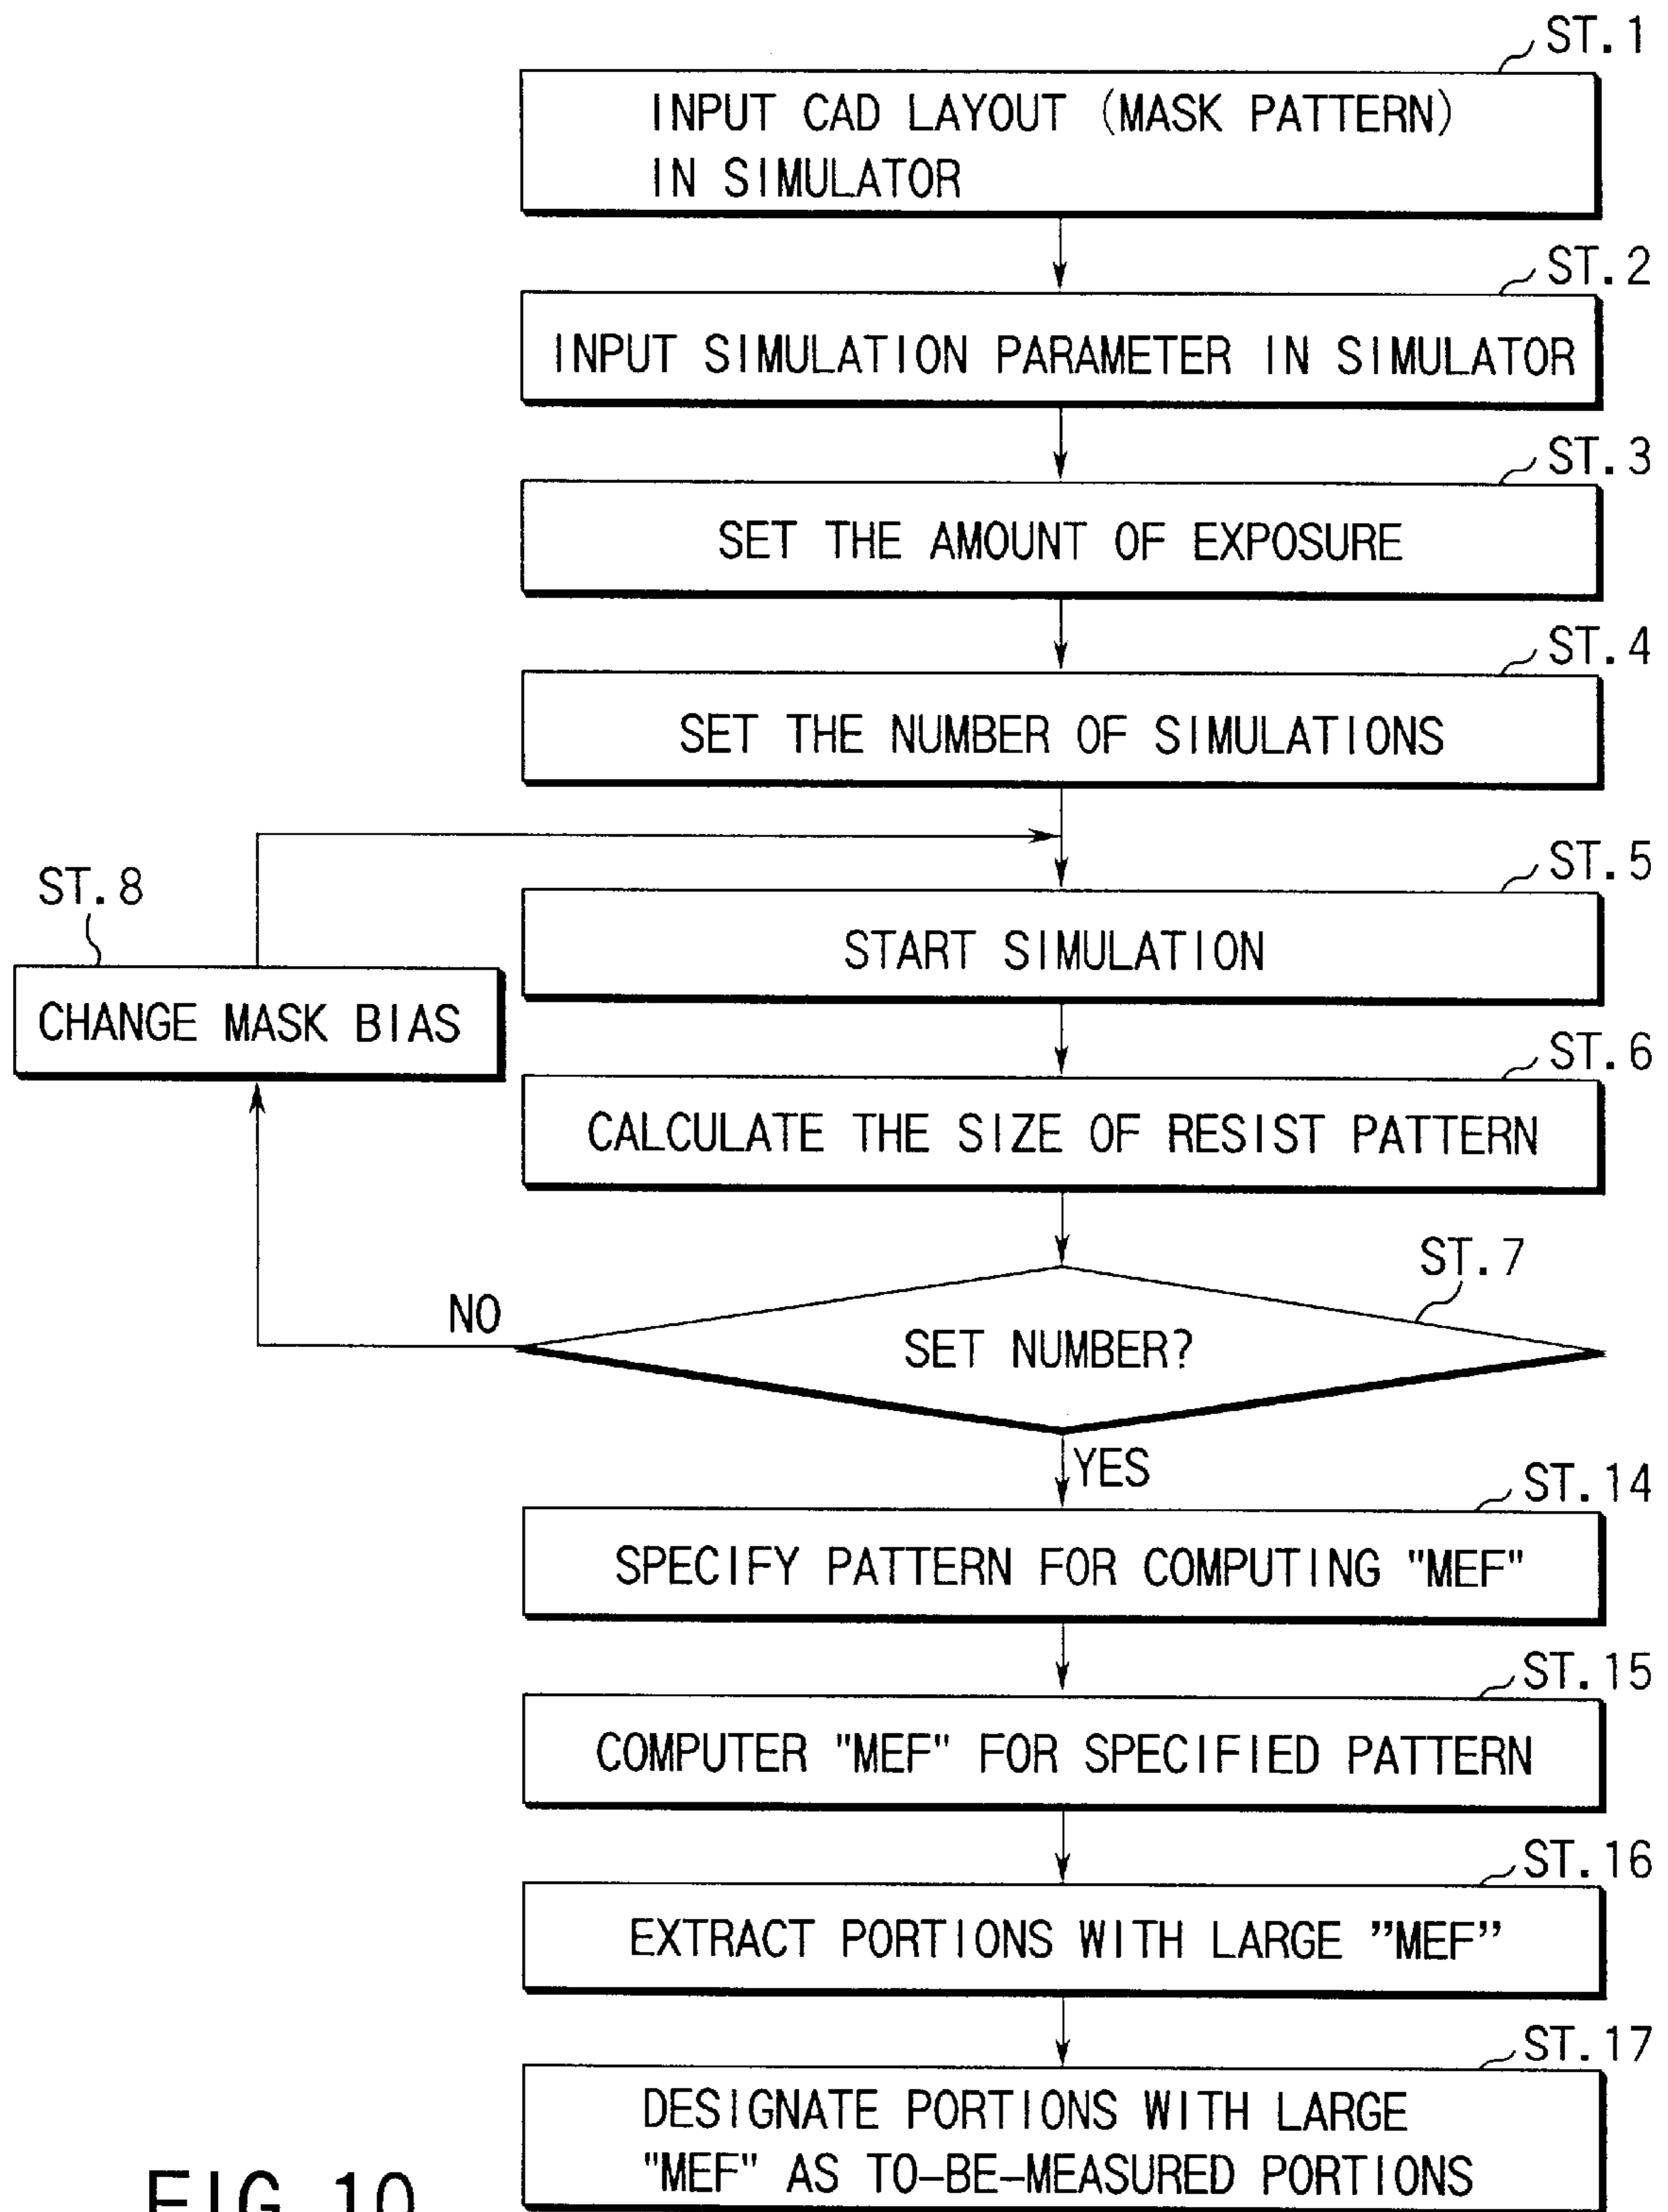 ST.1
INPUT CAD LAYOUT (MASK PATTERN)
IN SIMULATOR
ST.2
INPUT SIMULATION PARAMETER IN SIMULATOR
ST.3
SET THE AMOUNT OF EXPOSURE
ST.4
SET THE NUMBER OF SIMULATIONS
ST.5
START SIMULATION
ST.8
CHANGE MASK BIAS
ST.6
CALCULATE THE SIZE OF RESIST PATTERN
ST.7
SET NUMBER?
NO
YES
ST.14
SPECIFY PATTERN FOR COMPUTING "MEF"
ST.15
COMPUTER "MEF" FOR SPECIFIED PATTERN
ST.16
EXTRACT PORTIONS WITH LARGE ”MEF”
ST.17
DESIGNATE PORTIONS WITH LARGE
"MEF" AS TO-BE-MEASURED PORTIONS
FIG. 10